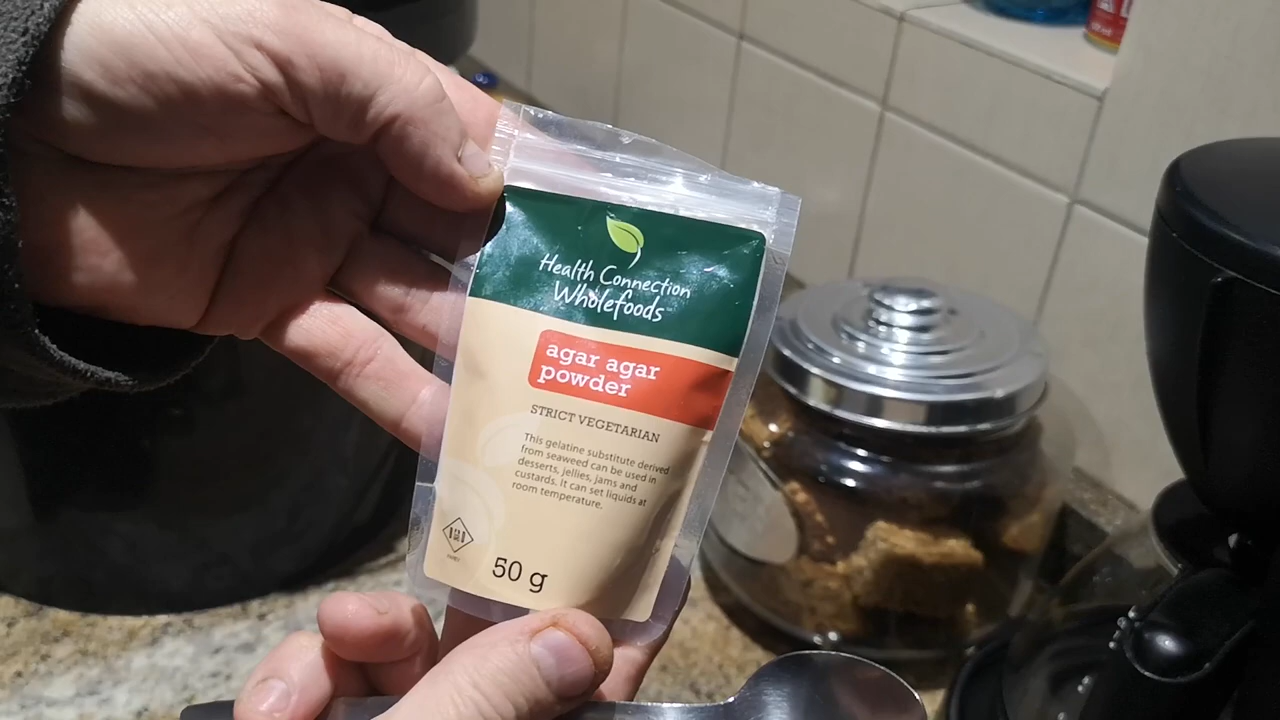 Health Connection
Wholefoods
agar agar
powder
STRICT VEGETARIAN
This gelatine substitute derived
from seaweed can be used in
desserts, jellies, jams and
custards. It can set liquids at
room temperature.
50 g